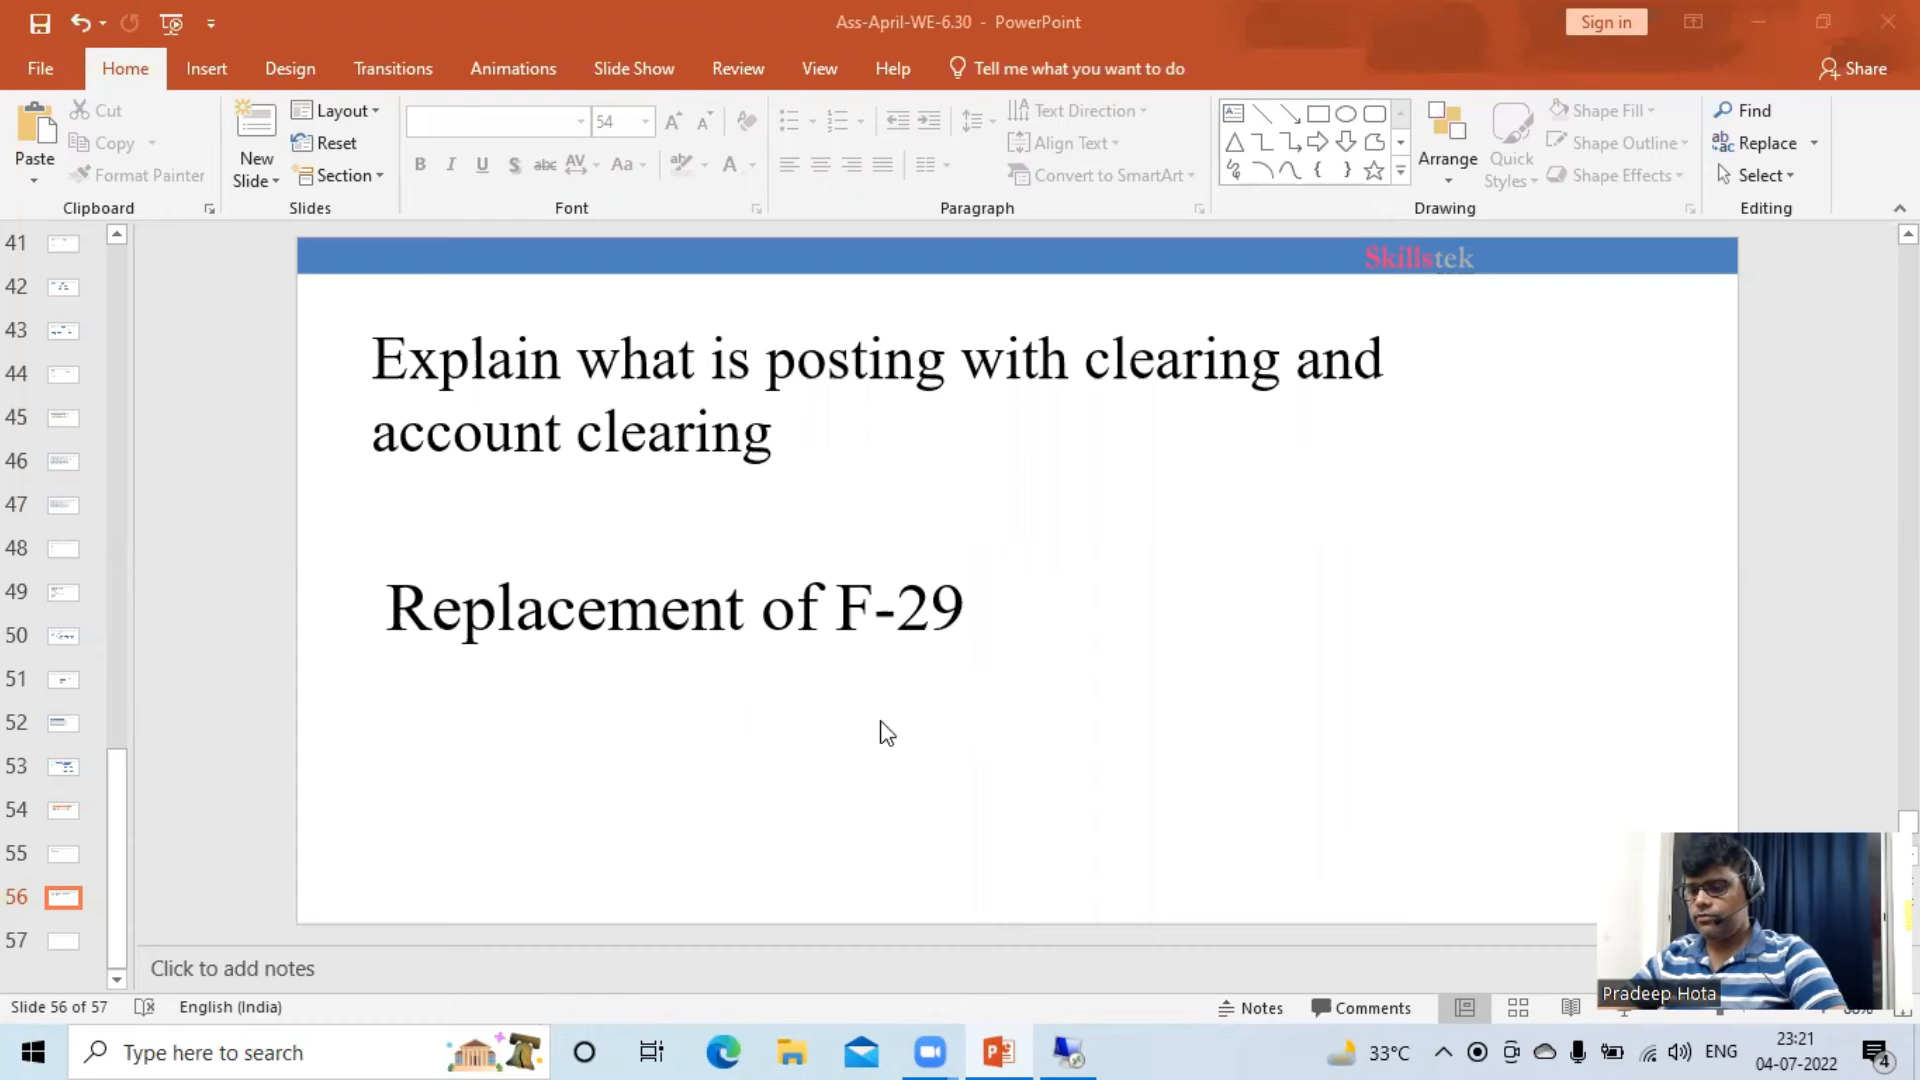 Ass-April-WE-6.30 - PowerPoint
Sign in
File Home Insert Design Transitions Animations Slide Show Review View Help Tell me what you want to do Share
Paste
Cut
Copy
Format Painter
Clipboard
New Slide
Layout
Reset
Section
Slides
54
B I U S abc AV Aa A
Font
Text Direction
Align Text
Convert to SmartArt
Paragraph
Arrange
Quick Styles
Shape Fill
Shape Outline
Shape Effects
Drawing
Find
Replace
Select
Editing
41
42
43
44
45
46
47
48
49
50
51
52
53
54
55
56
57
Skillstek
Explain what is posting with clearing and
account clearing
Replacement of F-29
Click to add notes
Pradeep Hota
Slide 56 of 57 English (India) Notes Comments
Type here to search
33°C ENG
23:21
04-07-2022
4